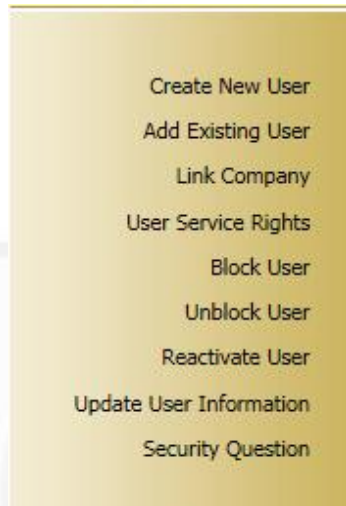 Create New User
Add Existing User
Link Company
User Service Rights
Block User
Unblock User
Reactivate User
Update User Information
Security Question